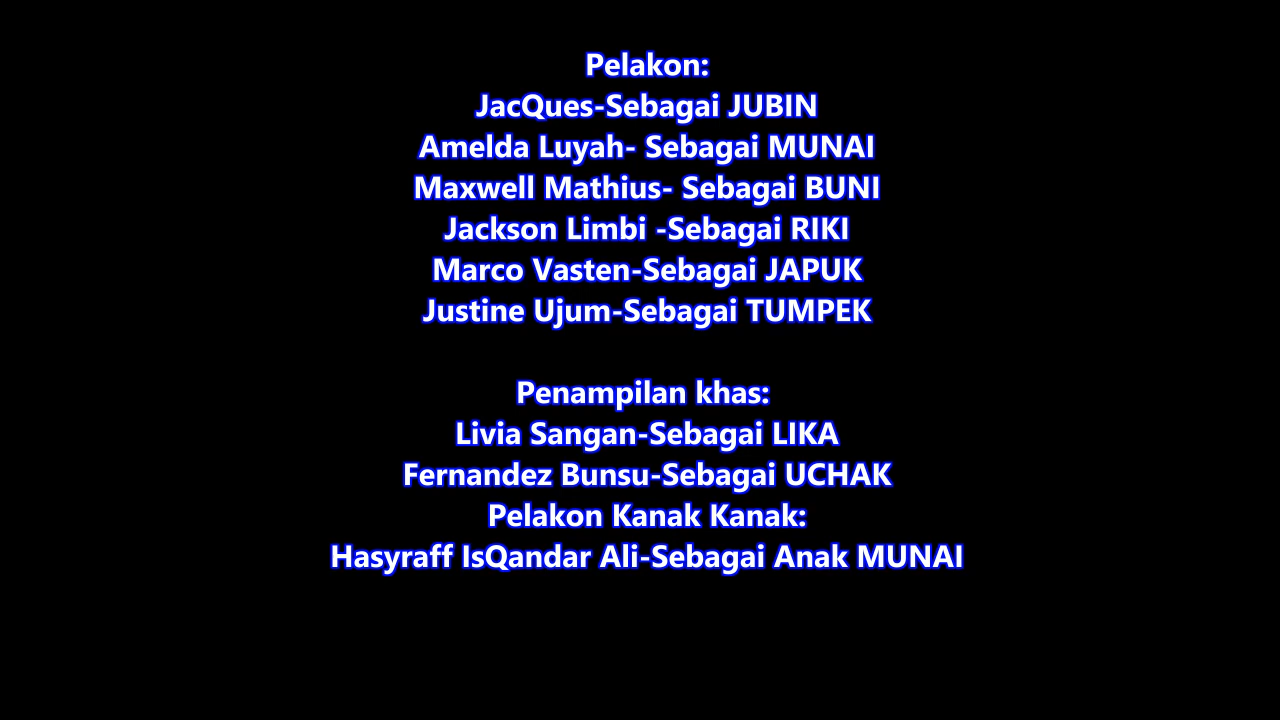 Pelakon:
JacQues-Sebagai JUBIN
Amelda Luyah- Sebagai MUNAI
Maxwell Mathius- Sebagai BUNI
Jackson Limbi -Sebagai RIKI
Marco Vasten-Sebagai JAPUK
Justine Ujum-Sebagai TUMPEK
Penampilan khas:
Livia Sangan-Sebagai LIKA
Fernandez Bunsu-Sebagai UCHAK
Pelakon Kanak Kanak:
Hasyraff IsQandar Ali-Sebagai Anak MUNAI